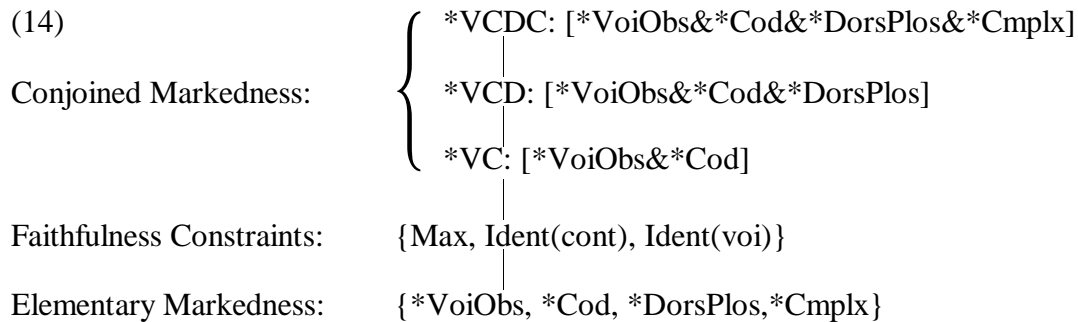 (14) *VCDC: [*VoiObs&*Cod&*DorsPlos&*Cmplx]
Conjoined Markedness: *VCD: [*VoiObs&*Cod&*DorsPlos]
*VC: [*VoiObs&*Cod]
Faithfulness Constraints: {Max, Ident(cont), Ident(voi)}
Elementary Markedness: {*VoiObs, *Cod, *DorsPlos,*Cmplx}